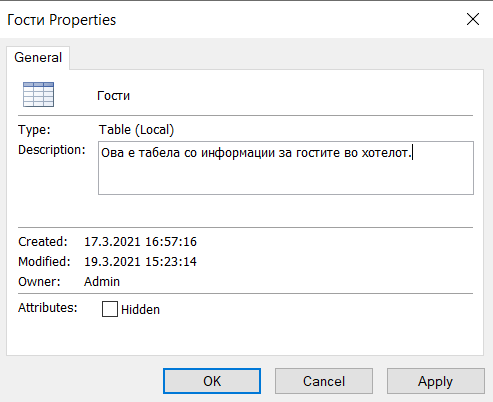 Гости Properties
General
Гости
Type: Table (Local)
Description: Ова е табела со информации за гостите во хотелот.
Created: 17.3.2021 16:57:16
Modified: 19.3.2021 15:23:14
Owner: Admin
Attributes: Hidden
OK Cancel Apply